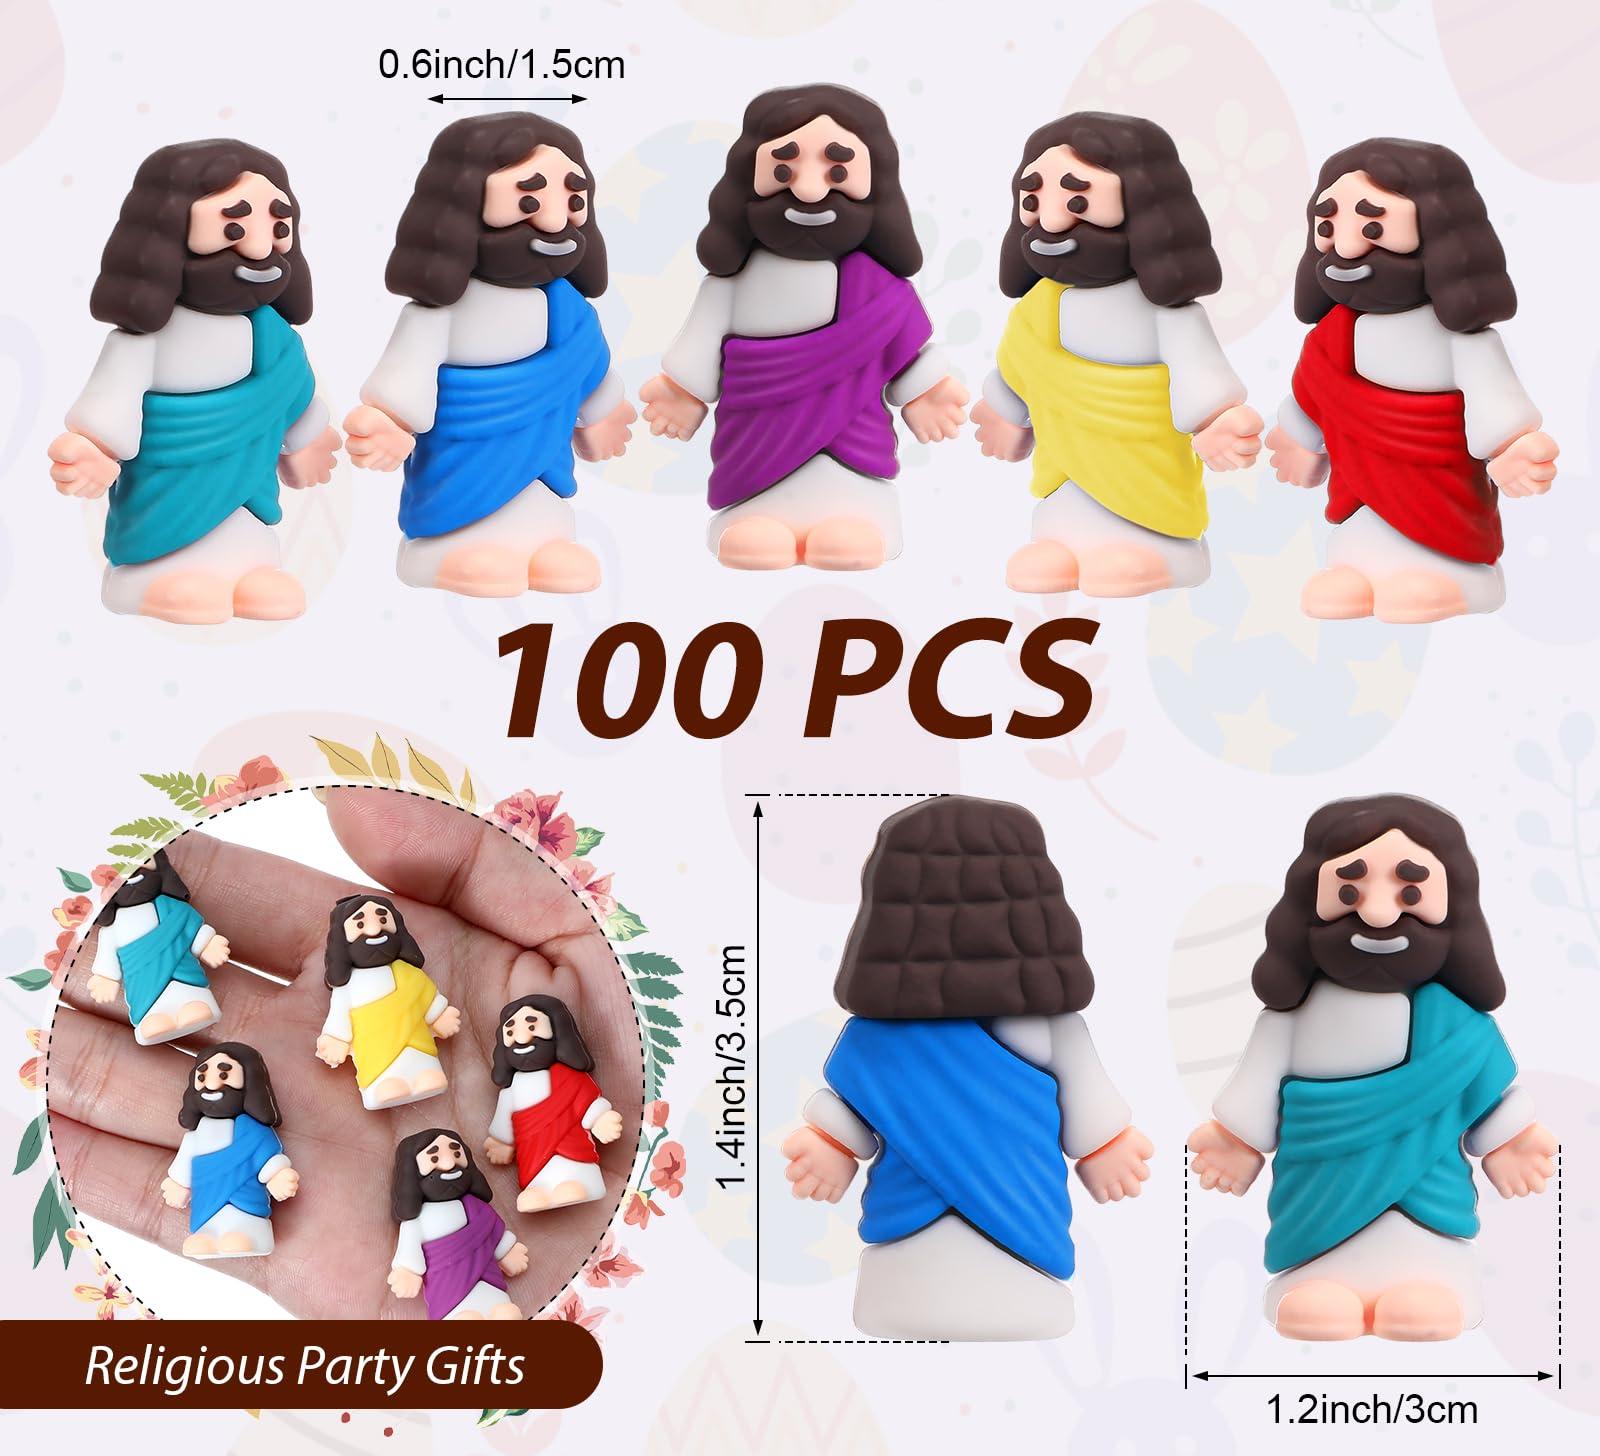 0.6inch/1.5cm
100 PCS
1.4inch/3.5cm
Religious Party Gifts
1.2inch/3cm